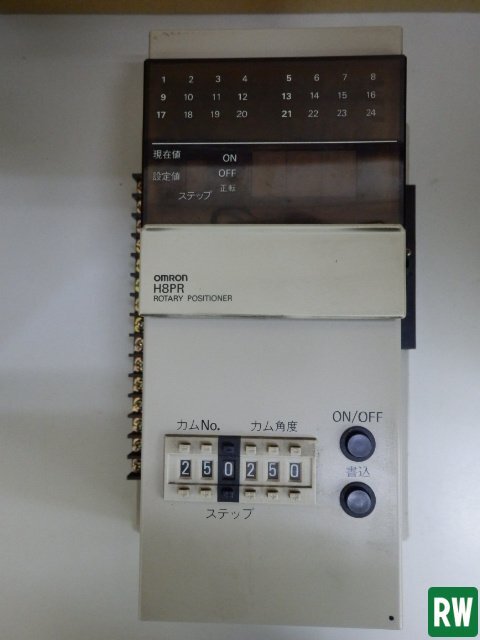 1 2 3 4 5 6 7 8
9 10 11 12 13 14 15 16
17 18 19 20 21 22 23 24
現在値 ON
設定値 OFF
ステップ 正転
OMRON
H8PR
ROTARY POSITIONER
カムNo. カム角度
ON/OFF
2 5 0 2 5 0
書込
ステップ
RW